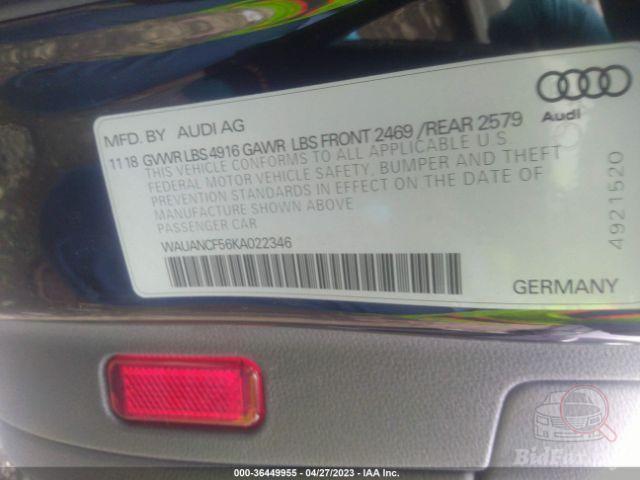 MFD. BY AUDI AG
11 18 GVWR LBS 4916 GAWR LBS FRONT 2469 / REAR 2579
THIS VEHICLE CONFORMS TO ALL APPLICABLE U.S
FEDERAL MOTOR VEHICLE SAFETY, BUMPER AND THEFT
PREVENTION STANDARDS IN EFFECT ON THE DATE OF
MANUFACTURE SHOWN ABOVE
PASSENGER CAR
WAUANCF56KA022346
Audi
4921520
GERMANY
000-36449955 - 04/27/2023 - IAA Inc.